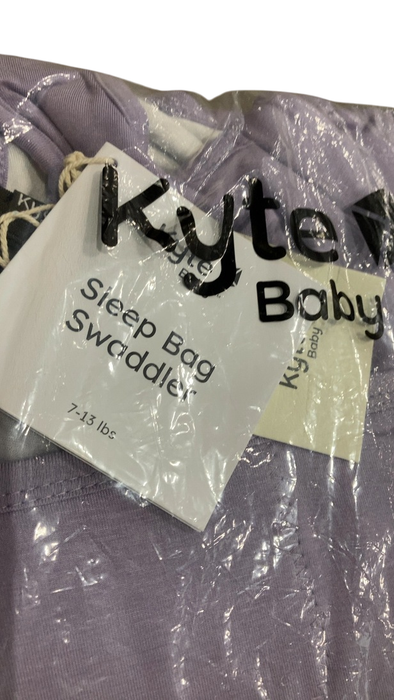 Kyte
Baby
Kyte
Sleep Bag
Swaddler
7-13 lbs
Baby